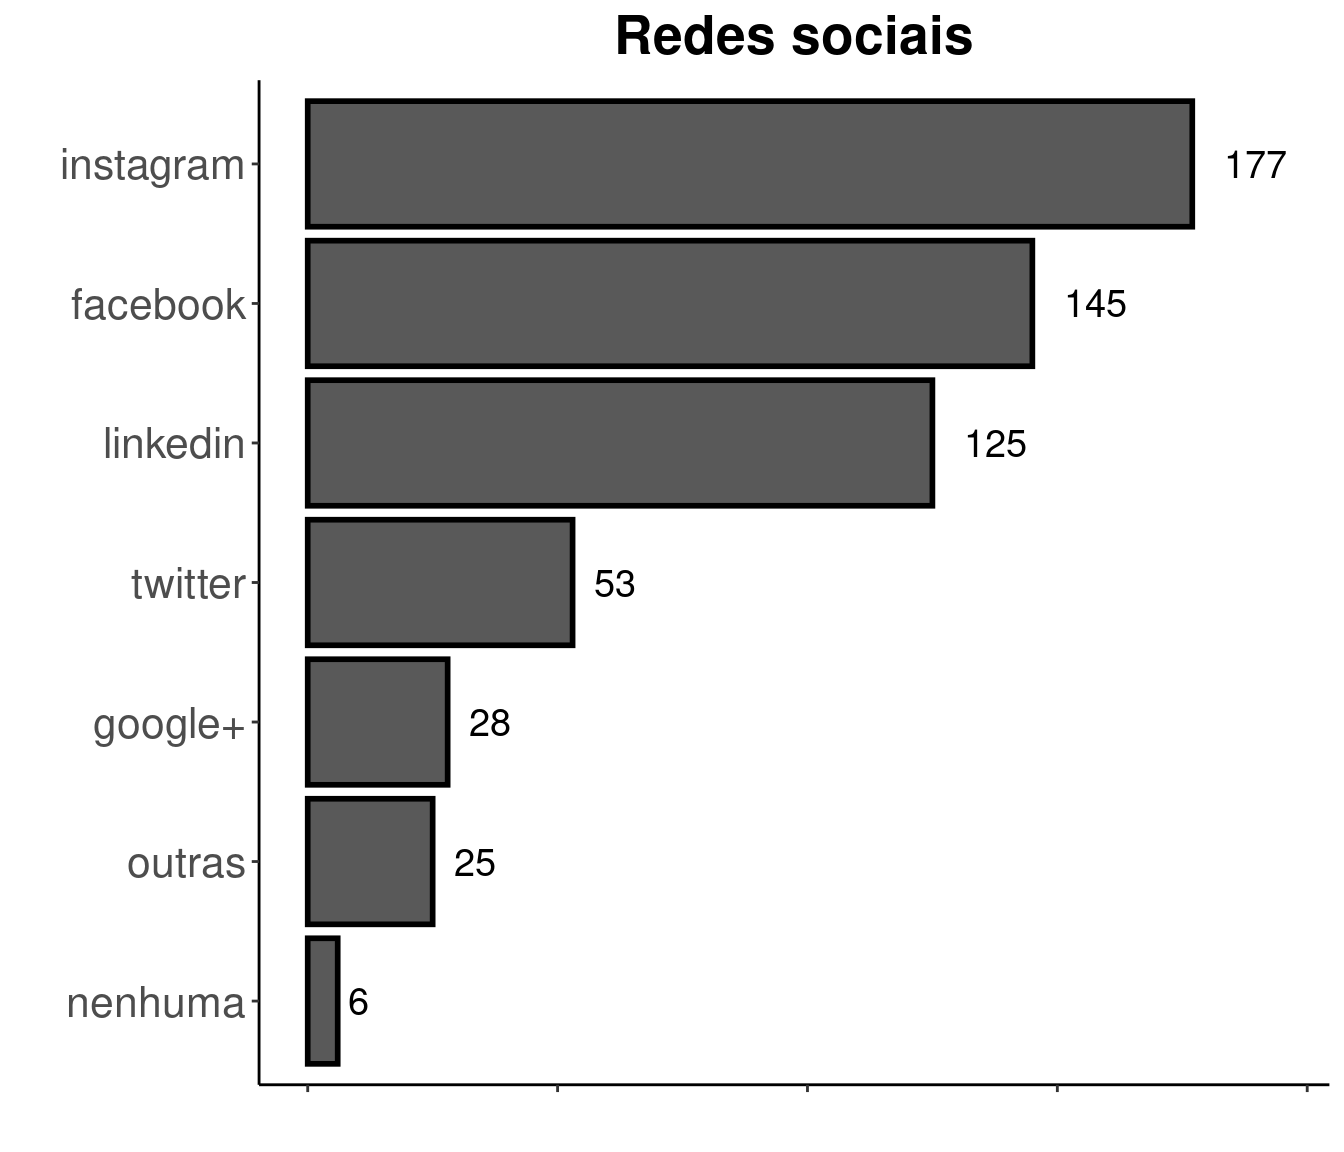 Redes sociais
instagram 177
facebook 145
linkedin 125
twitter 53
google+ 28
outras 25
nenhuma 6